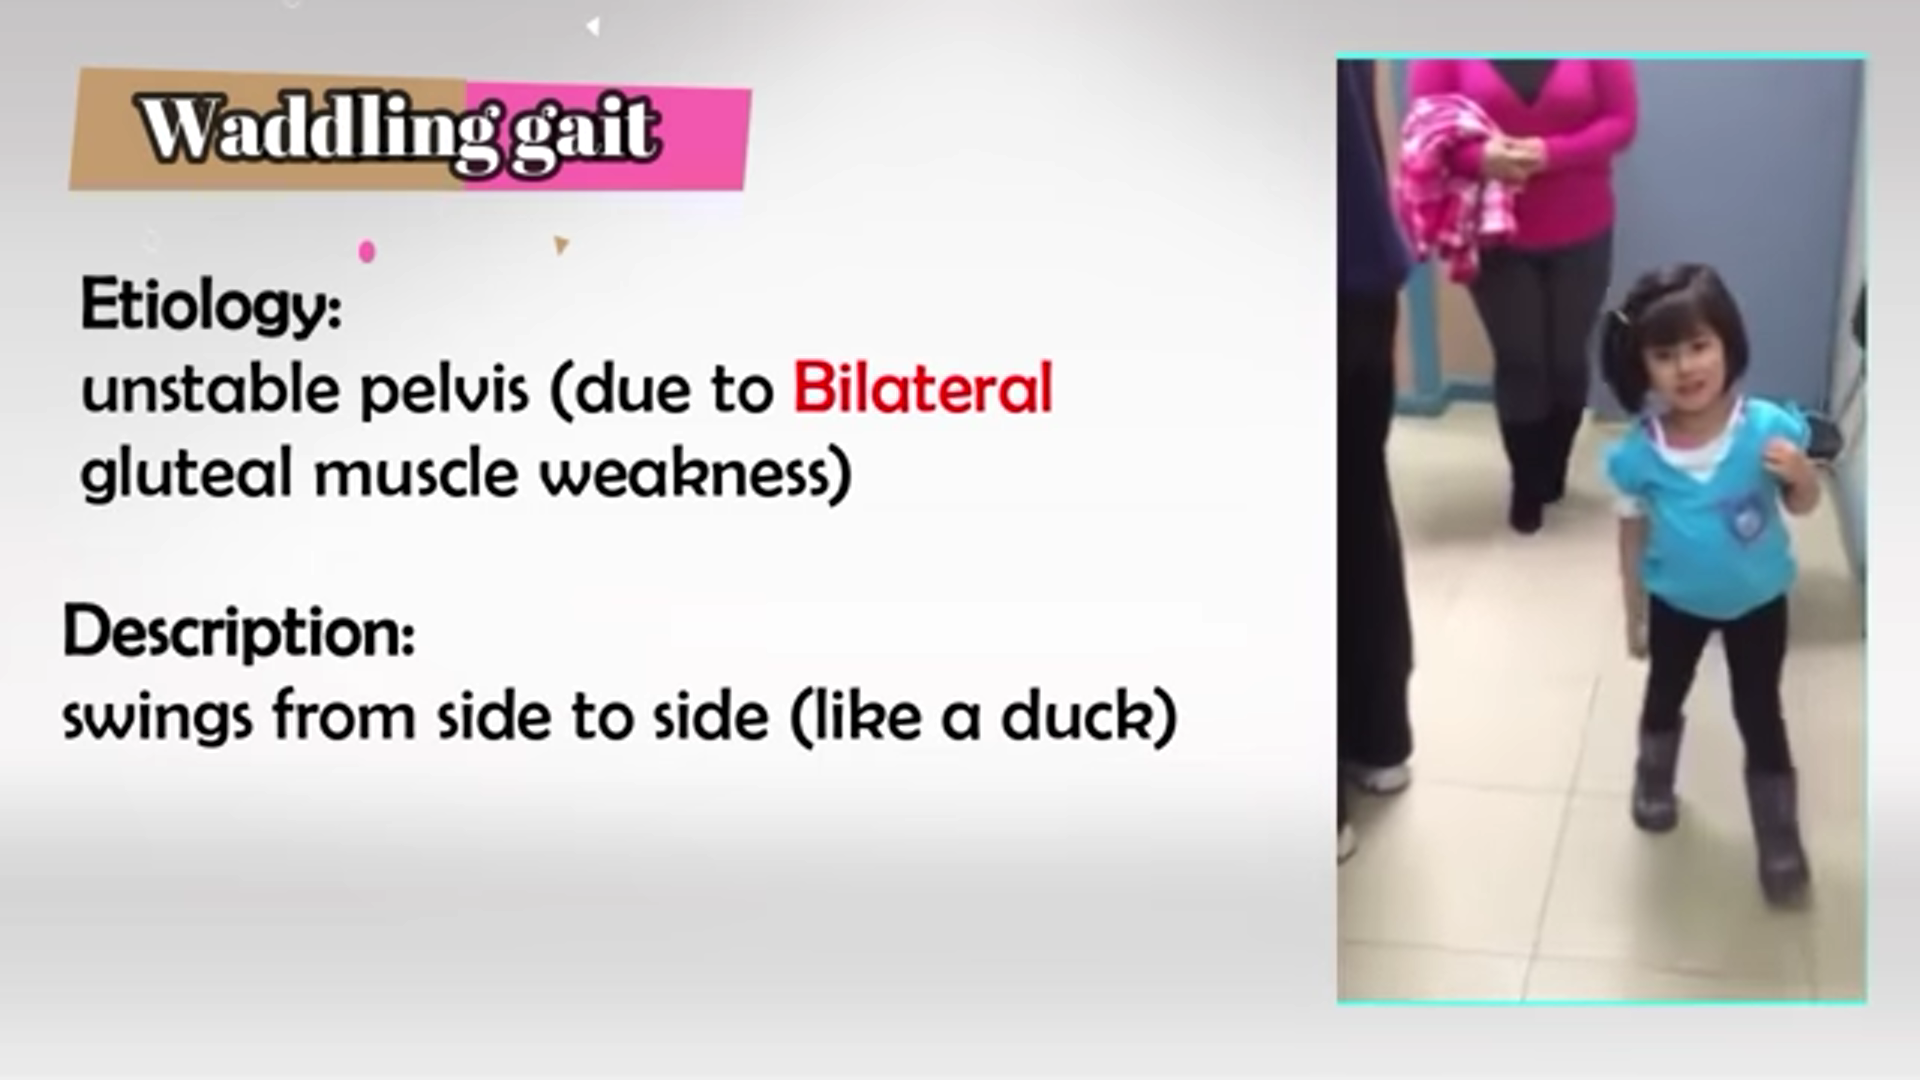 Waddling gait
Etiology:
unstable pelvis (due to Bilateral
gluteal muscle weakness)
Description:
swings from side to side (like a duck)